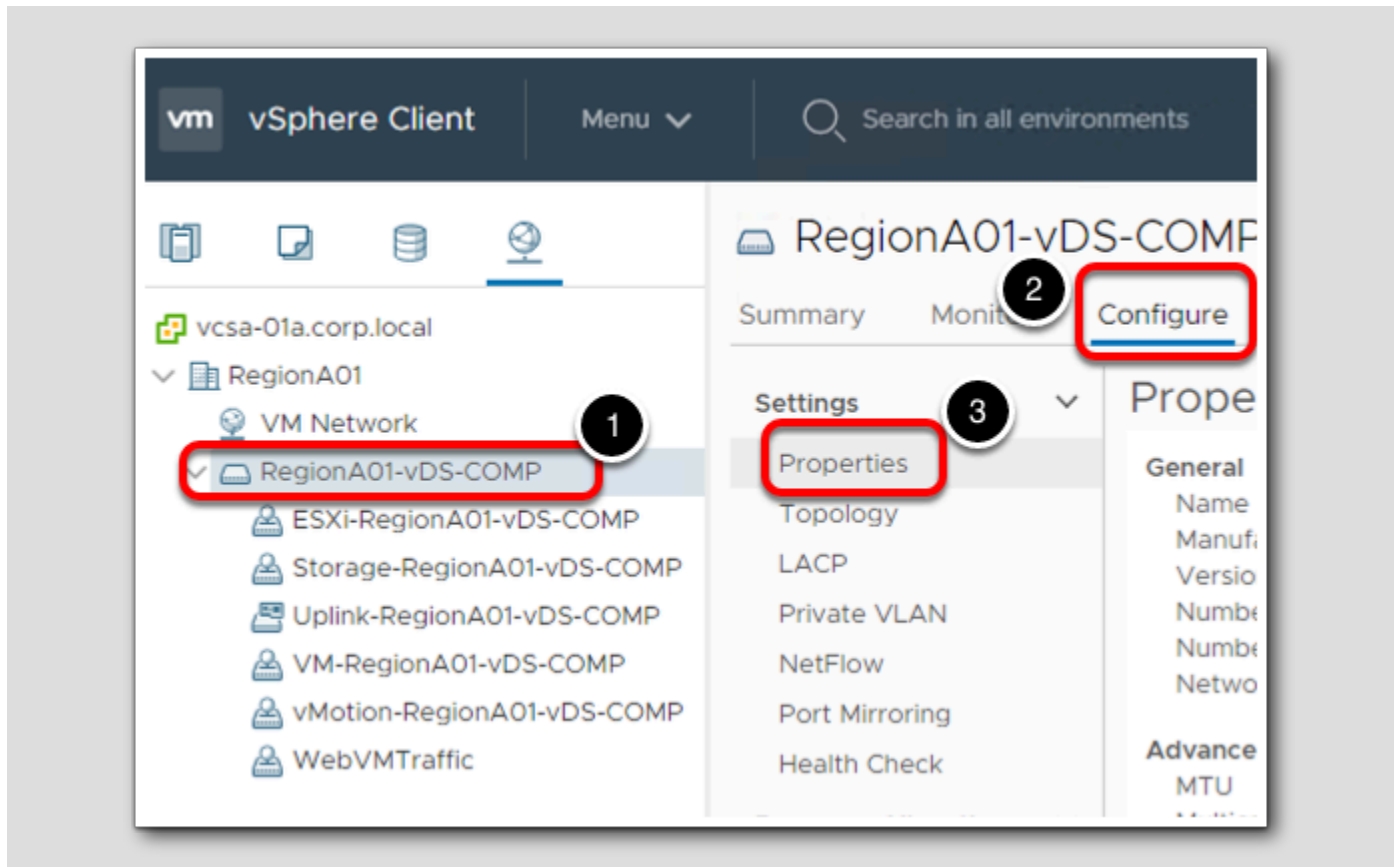 vm vSphere Client Menu Search in all environments
RegionA01-vDS-COMP
2
Summary Configure
vcsa-01a.corp.local
RegionA01
VM Network
1
RegionA01-vDS-COMP
ESXi-RegionA01-vDS-COMP
Storage-RegionA01-vDS-COMP
Uplink-RegionA01-vDS-COMP
VM-RegionA01-vDS-COMP
vMotion-RegionA01-vDS-COMP
WebVMTraffic
Settings
3
Properties
Topology
LACP
Private VLAN
NetFlow
Port Mirroring
Health Check
General
Name
MTU